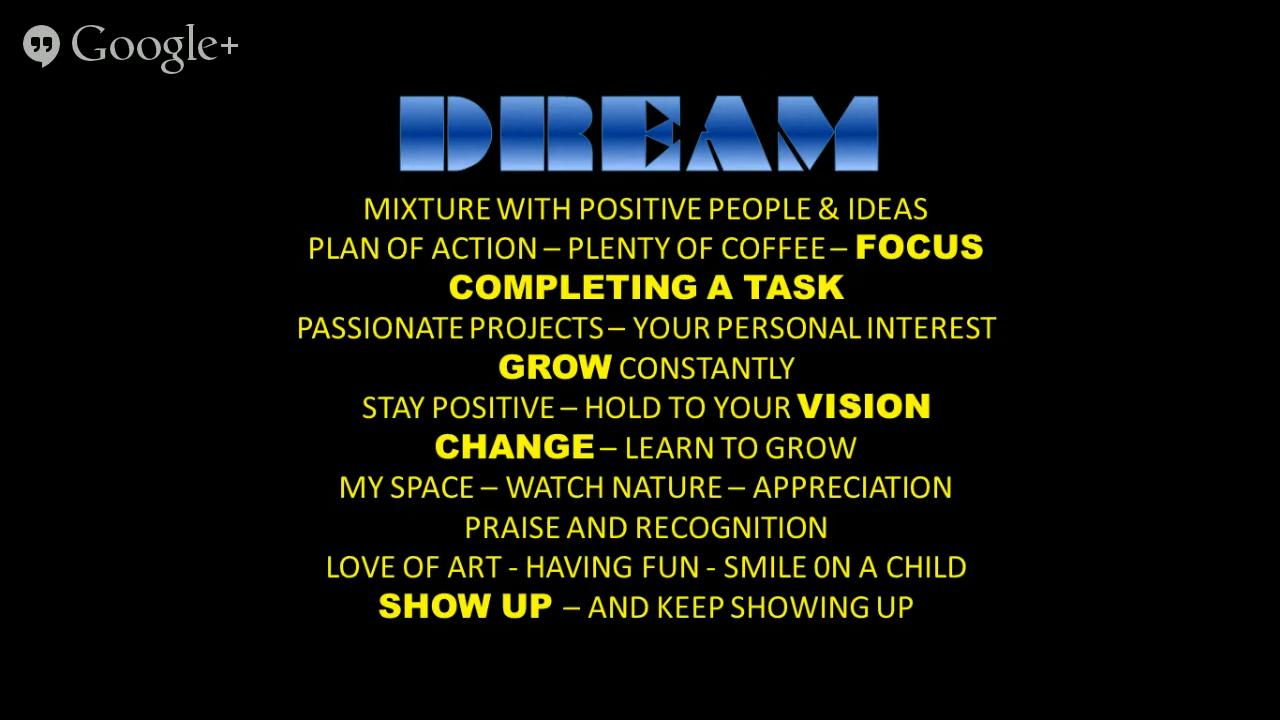 Google+
DREAM
MIXTURE WITH POSITIVE PEOPLE & IDEAS
PLAN OF ACTION – PLENTY OF COFFEE – FOCUS
COMPLETING A TASK
PASSIONATE PROJECTS – YOUR PERSONAL INTEREST
GROW CONSTANTLY
STAY POSITIVE – HOLD TO YOUR VISION
CHANGE – LEARN TO GROW
MY SPACE – WATCH NATURE – APPRECIATION
PRAISE AND RECOGNITION
LOVE OF ART - HAVING FUN - SMILE 0N A CHILD
SHOW UP – AND KEEP SHOWING UP